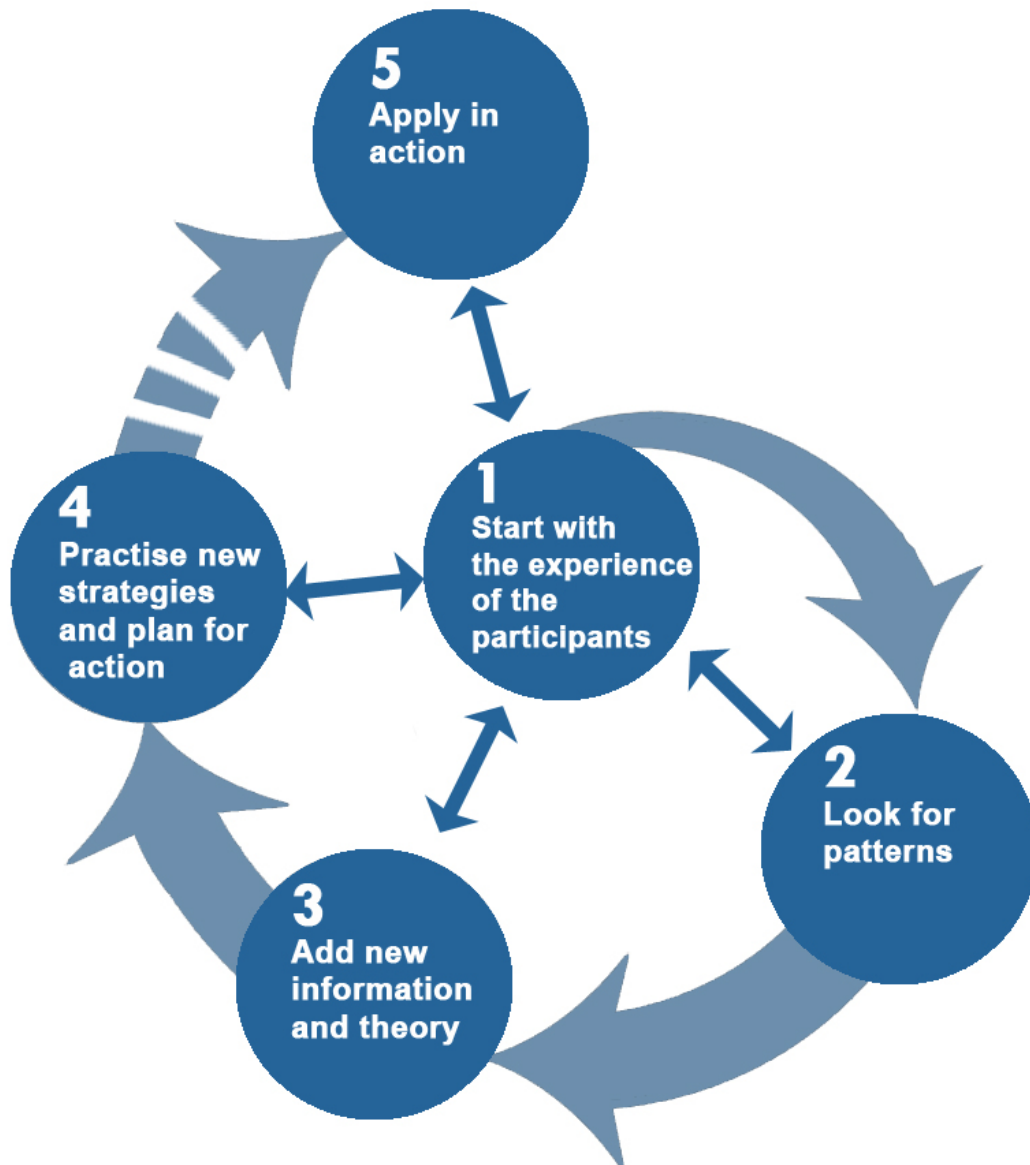 5
Apply in
action
1
Start with
the experience
of the
participants
4
Practise new
strategies
and plan for
action
2
Look for
patterns
3
Add new
information
and theory